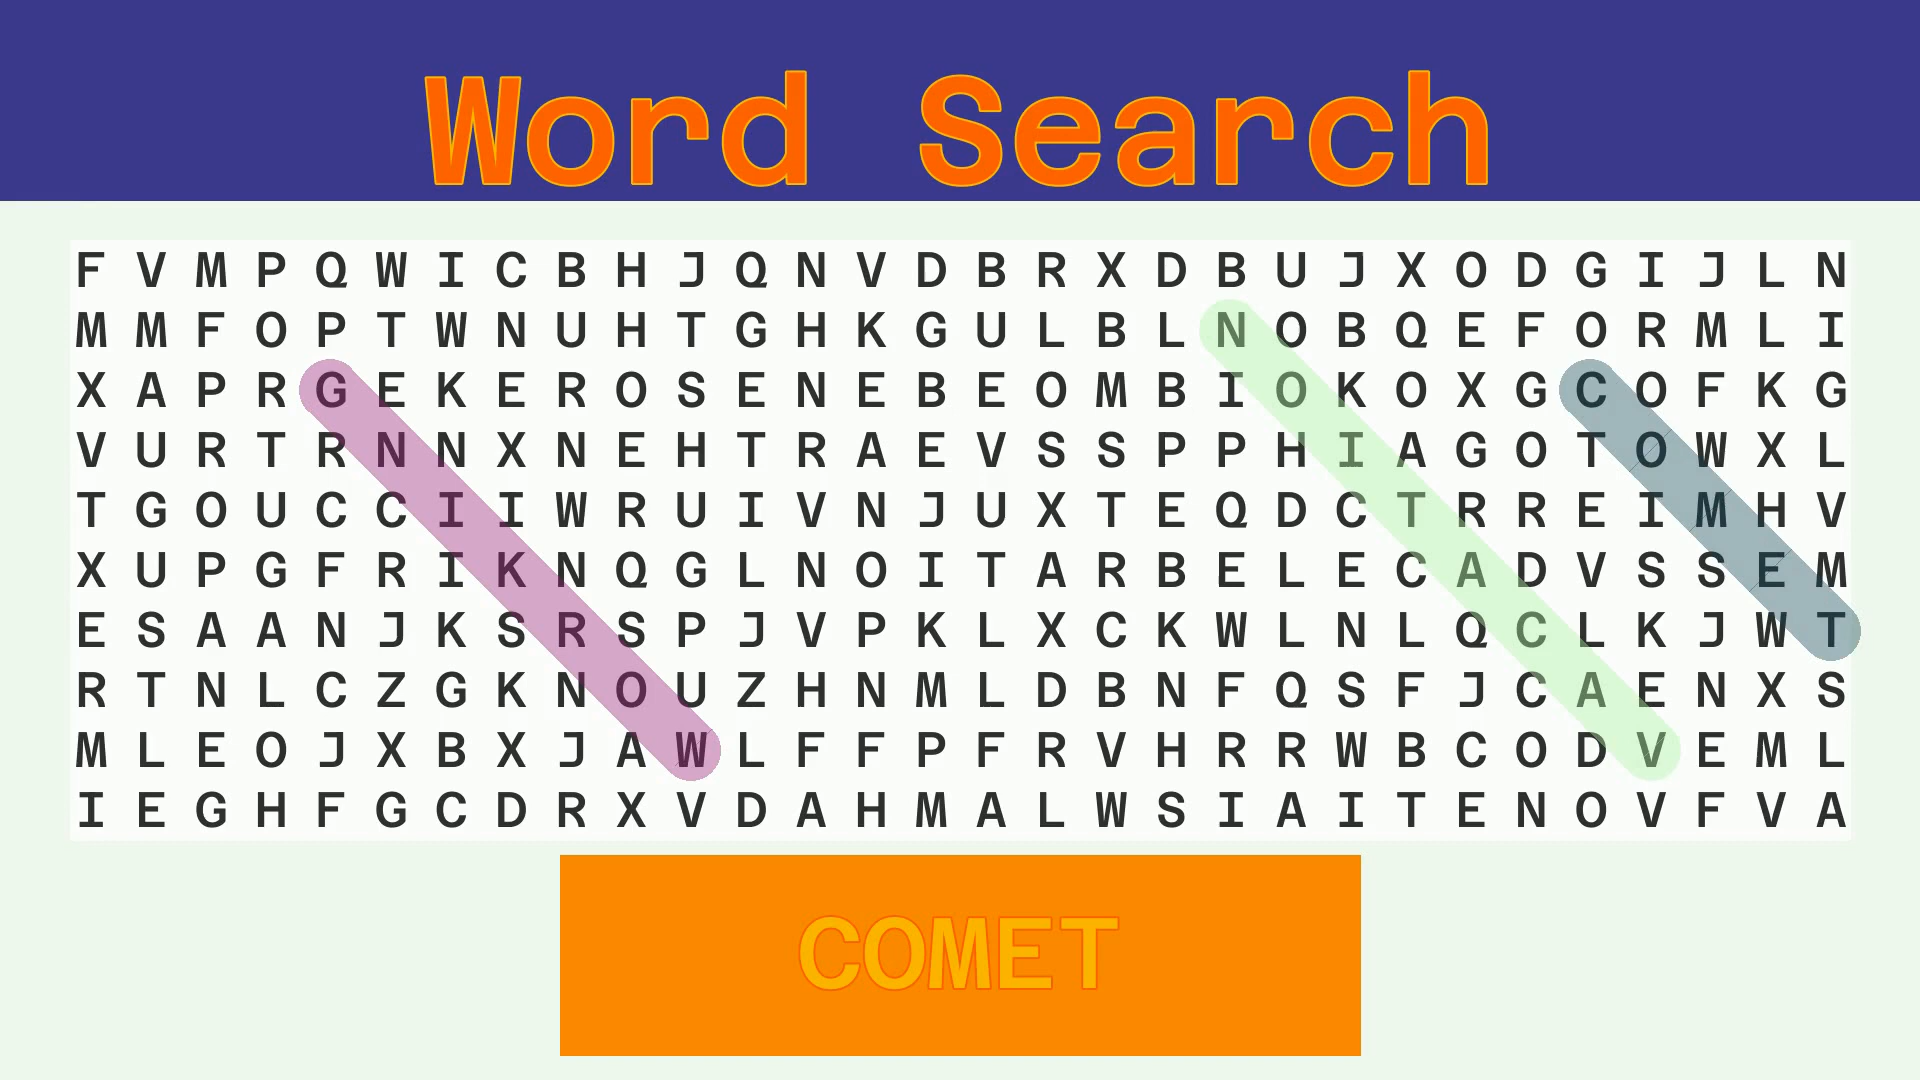 Word Search
F V M P Q W I C B H J Q N V D B R X D B U J X O D G I J L N
M M F O P T W N U H T G H K G U L B L N O B Q E F O R M L I
X A P R G E K E R O S E N E B E O M B I O K O X G C O F K G
V U R T R N N X N E H T R A E V S S P P H I A G O T O W X L
T G O U C C I I W R U I V N J U X T E Q D C T R R E I M H V
X U P G F R I K N Q G L N O I T A R B E L E C A D V S S E M
E S A A N J K S R S P J V P K L X C K W L N L Q C L K J W T
R T N L C Z G K N O U Z H N M L D B N F Q S F J C A E N X S
M L E O J X B X J A W L F F P F R V H R R W B C O D V E M L
I E G H F G C D R X V D A H M A L W S I A I T E N O V F V A
COMET